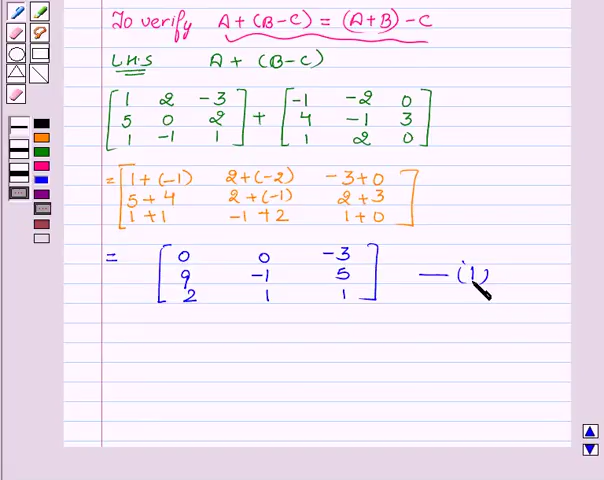 To verify A + (B - C) = (A + B) - C
L.H.S A + (B - C)
[1 2 -3] + [-1 -2 0]
[5 0 2] [4 -1 3]
[1 -1 1] [1 2 0]
= [1 + (-1) 2 + (-2) -3 + 0]
[5 + 4 2 + (-1) 2 + 3]
[1 + 1 -1 + 2 1 + 0]
= [0 0 -3]
[9 -1 5] — (1)
[2 1 1]